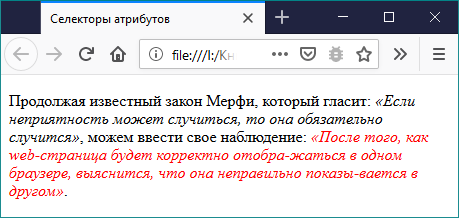 Селекторы атрибутов
file:///I:/Кн
Продолжая известный закон Мерфи, который гласит: «Если
неприятность может случиться, то она обязательно
случится», можем ввести свое наблюдение: «После того, как
web-страница будет корректно отобра-жаться в одном
браузере, выяснится, что она неправильно показы-вается в
другом».